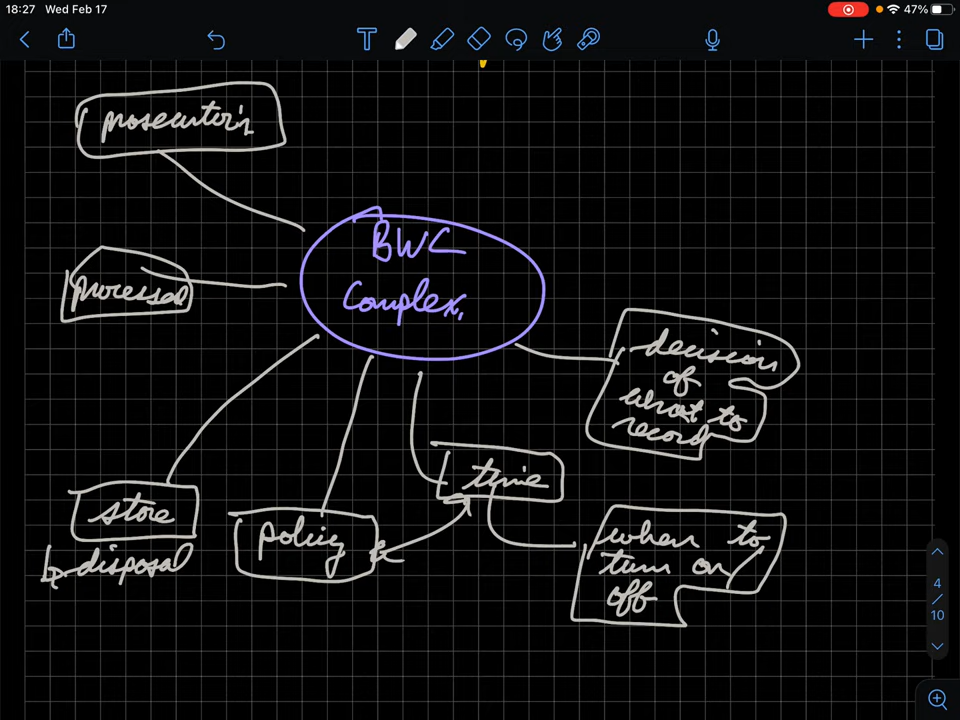 18:27 Wed Feb 17
47%
prosecutor's
BWC
Complex.
processed
decision
of
what to
record
time
store
disposal
policy
when to
turn on/
off
4
/
10